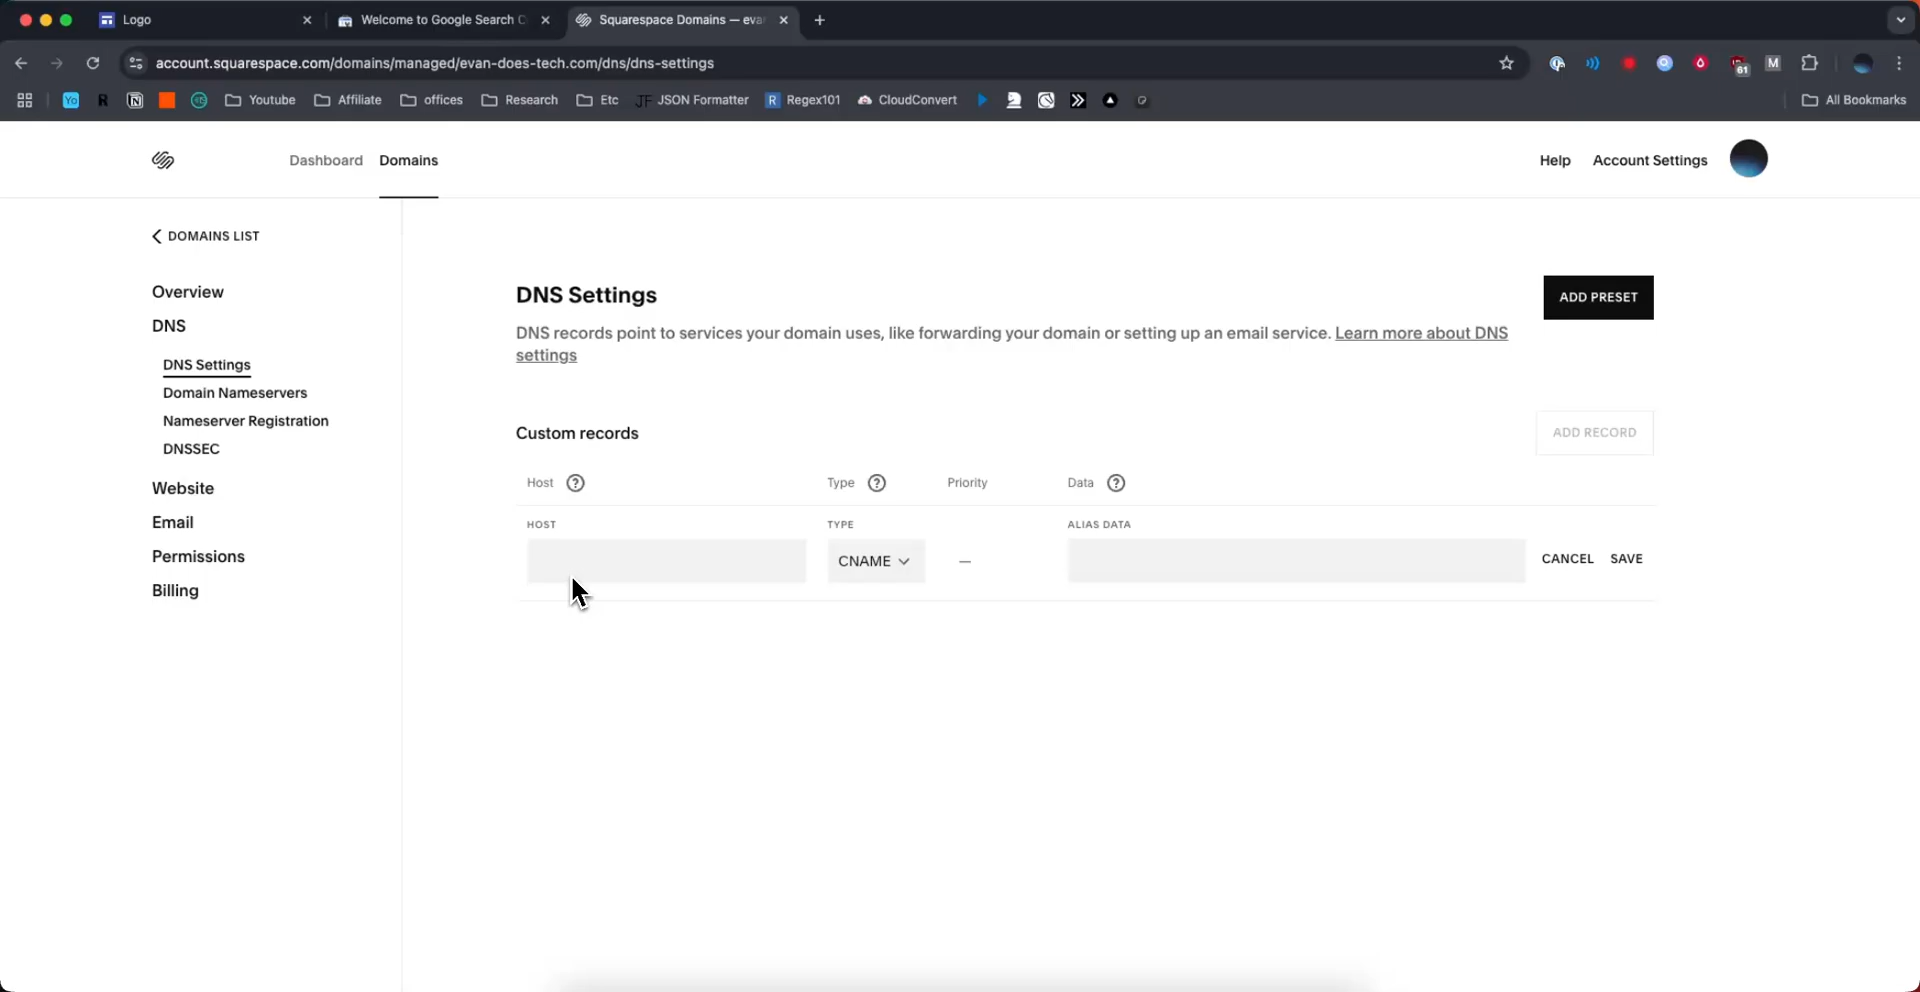 Logo
Welcome to Google Search C
Squarespace Domains — eva
account.squarespace.com/domains/managed/evan-does-tech.com/dns/dns-settings
61
M
Yo
R
Youtube
Affiliate
offices
Research
Etc
JF JSON Formatter
R Regex101
CloudConvert
All Bookmarks
Dashboard
Domains
Help
Account Settings
DOMAINS LIST
Overview
DNS
DNS Settings
Domain Nameservers
Nameserver Registration
DNSSEC
Website
Email
Permissions
Billing
DNS Settings
ADD PRESET
DNS records point to services your domain uses, like forwarding your domain or setting up an email service. Learn more about DNS
settings
Custom records
ADD RECORD
Host ? Type ? Priority Data ?
HOST TYPE ALIAS DATA
CNAME — CANCEL SAVE